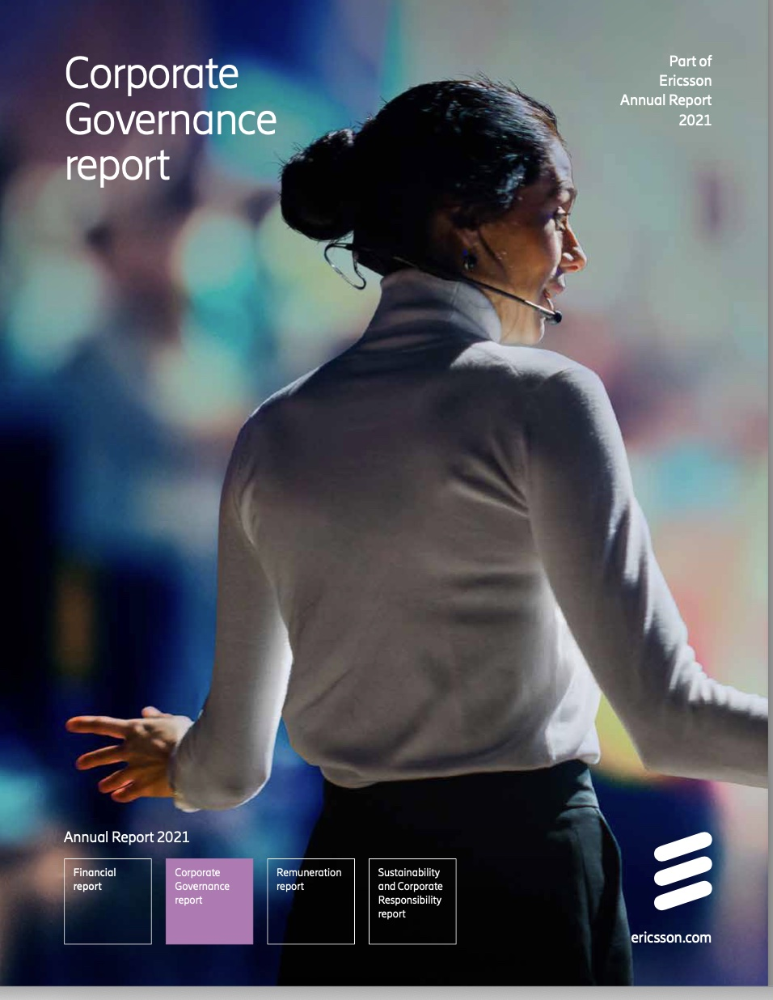 Corporate
Governance
report
Part of
Ericsson
Annual Report
2021
Annual Report 2021
Financial
report
Corporate
Governance
report
Remuneration
report
Sustainability
and Corporate
Responsibility
report
ericsson.com